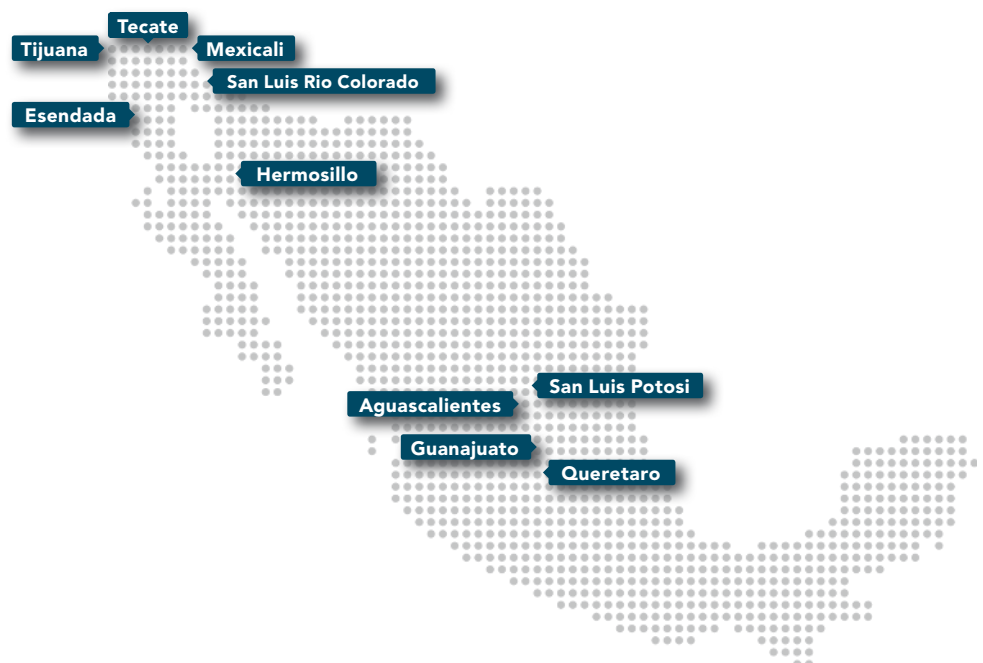 Tecate
Tijuana
Mexicali
San Luis Rio Colorado
Esendada
Hermosillo
San Luis Potosi
Aguascalientes
Guanajuato
Queretaro